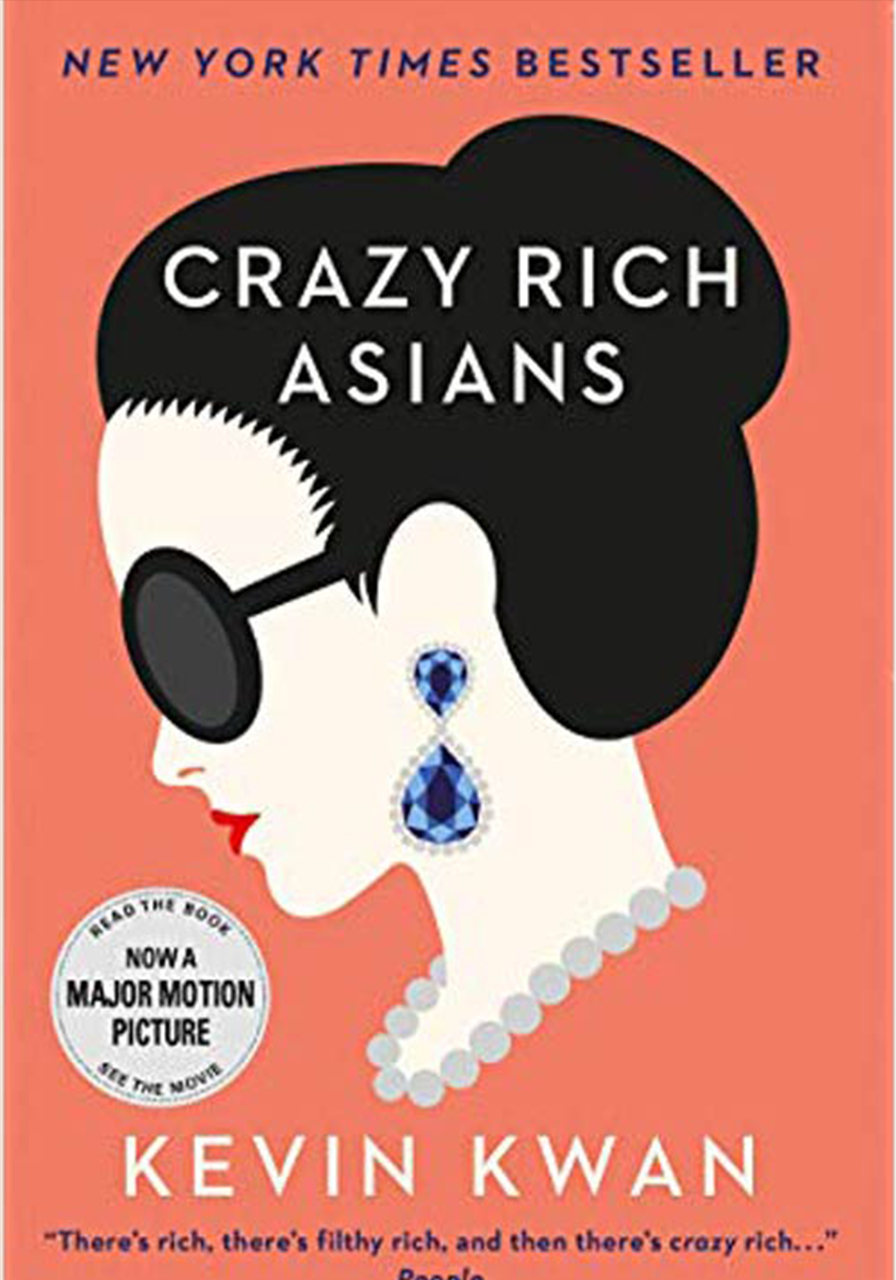 NEW YORK TIMES BESTSELLER
CRAZY RICH
ASIANS
READ THE BOOK
NOW A
MAJOR MOTION
PICTURE
SEE THE MOVIE
KEVIN KWAN
“There's rich, there's filthy rich, and then there's crazy rich...”
People